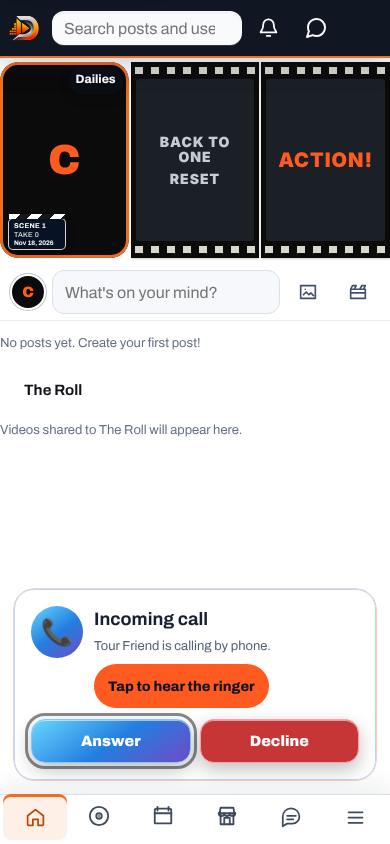 Search posts and use
Dailies
C
SCENE 1
TAKE 0
Nov 18, 2026
BACK TO
ONE
RESET
ACTION!
C
What's on your mind?
No posts yet. Create your first post!
The Roll
Videos shared to The Roll will appear here.
Incoming call
Tour Friend is calling by phone.
Tap to hear the ringer
Answer
Decline